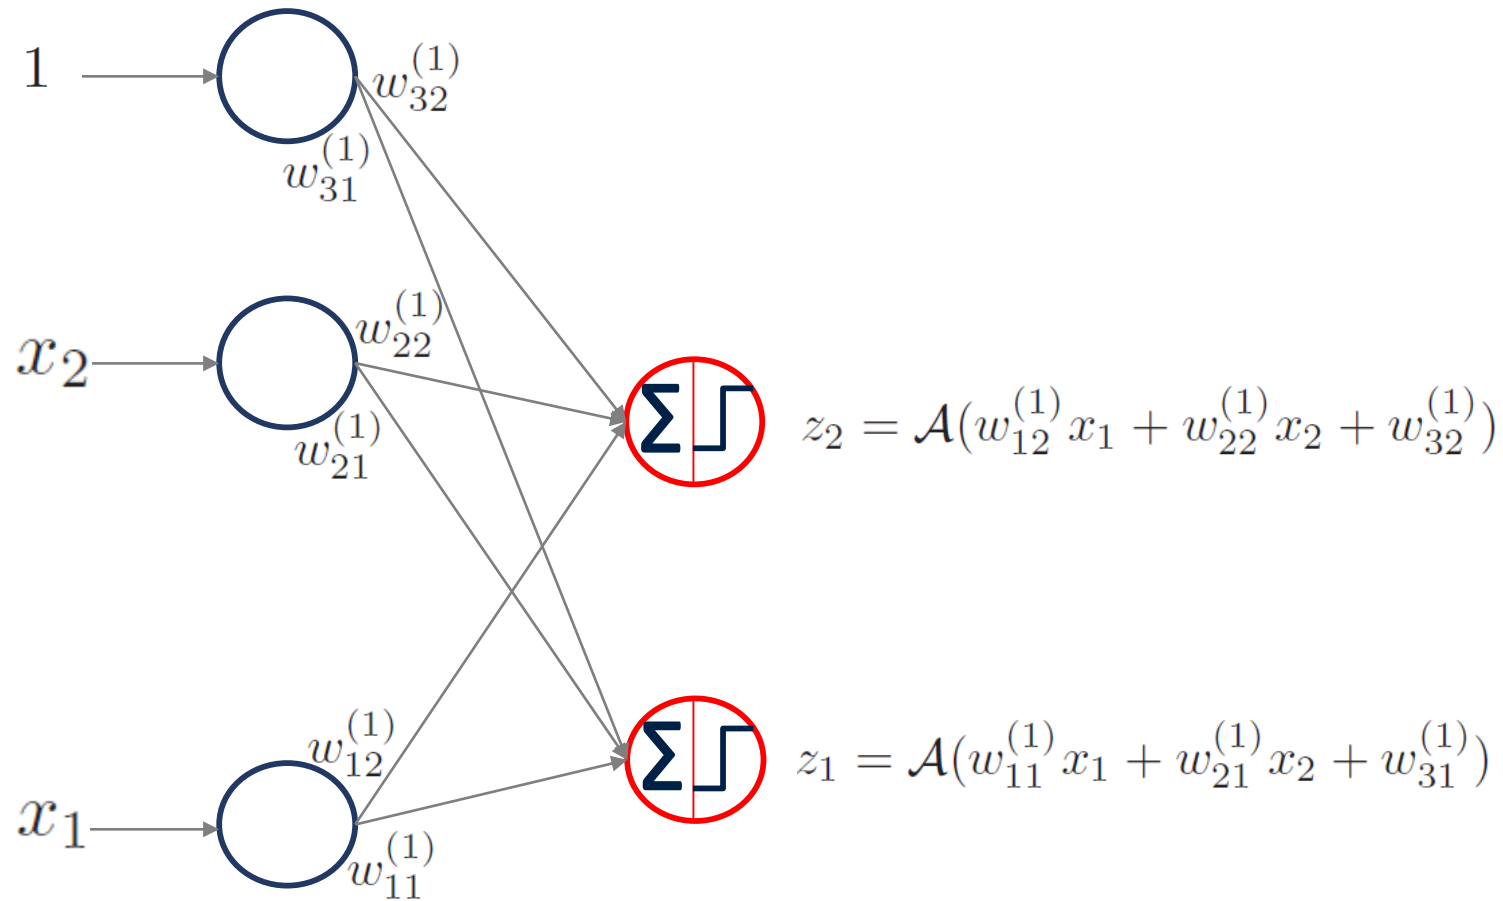 1
w_{32}^{(1)}
w_{31}^{(1)}
x_2
w_{22}^{(1)}
w_{21}^{(1)}
Σ
z_2 = \mathcal{A}(w_{12}^{(1)} x_1 + w_{22}^{(1)} x_2 + w_{32}^{(1)})
x_1
w_{12}^{(1)}
w_{11}^{(1)}
Σ
z_1 = \mathcal{A}(w_{11}^{(1)} x_1 + w_{21}^{(1)} x_2 + w_{31}^{(1)})